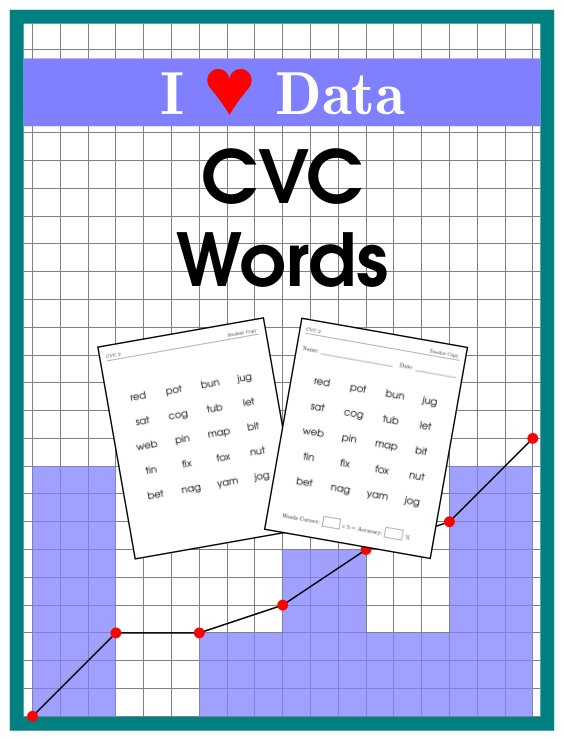 I ♥ Data
CVC
Words
CVC 2 Student Copy
red pot bun jug
sat cog tub let
web pin map bit
tin fix fox nut
bet nag yam jog
CVC 2 Student Copy
Name: Date:
red pot bun jug
sat cog tub let
web pin map bit
tin fix fox nut
bet nag yam jog
Words Correct: × 5 = Accuracy: %